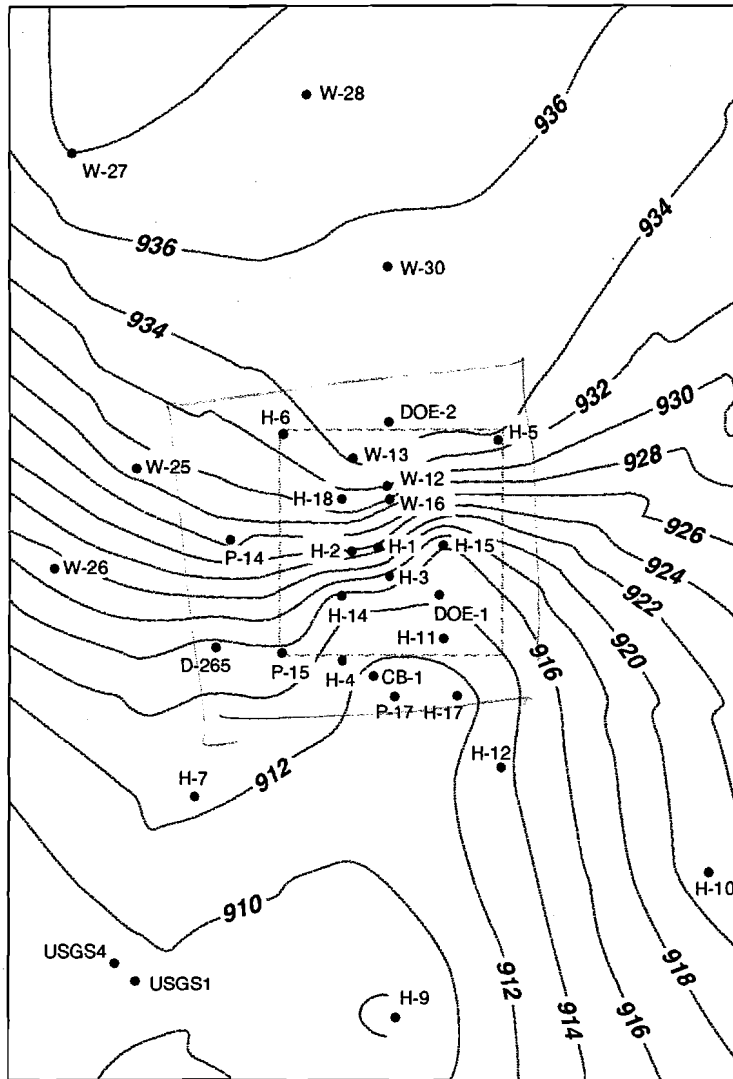 W-28
936
W-27
934
936
W-30
934
932
DOE-2
H-6
H-5
930
W-13
W-25
928
W-12
H-18
W-16
926
P-14
H-2
H-1
H-15
W-26
924
H-3
922
H-14
DOE-1
H-11
920
916
D-265
P-15
H-4
CB-1
P-17
H-17
912
H-12
H-7
H-10
910
USGS4
918
912
USGS1
H-9
914
916